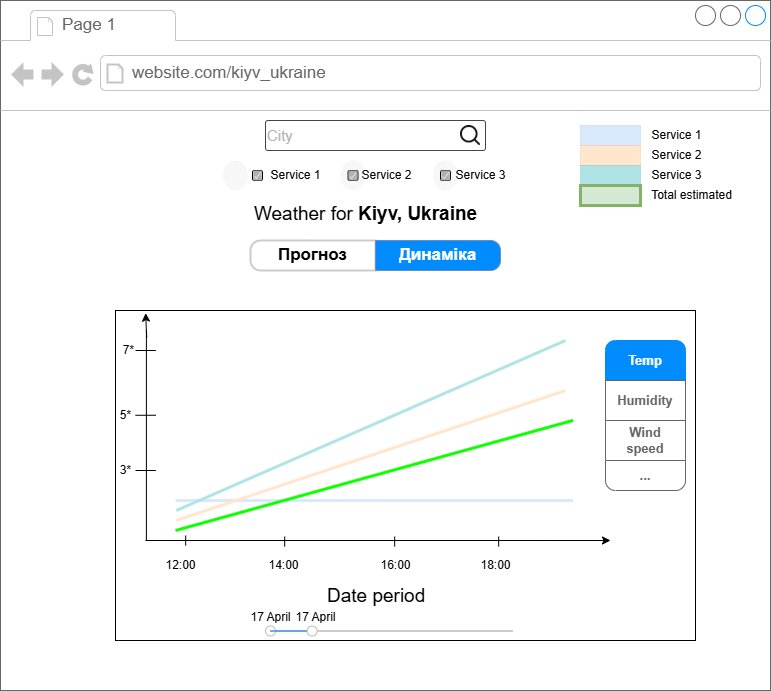 Page 1
website.com/kiyv_ukraine
City
Service 1
Service 2
Service 3
Total estimated
Service 1
Service 2
Service 3
Weather for Kiyv, Ukraine
Прогноз
Динаміка
7*
5*
3*
Temp
Humidity
Wind
speed
...
12:00
14:00
16:00
18:00
Date period
17 April
17 April